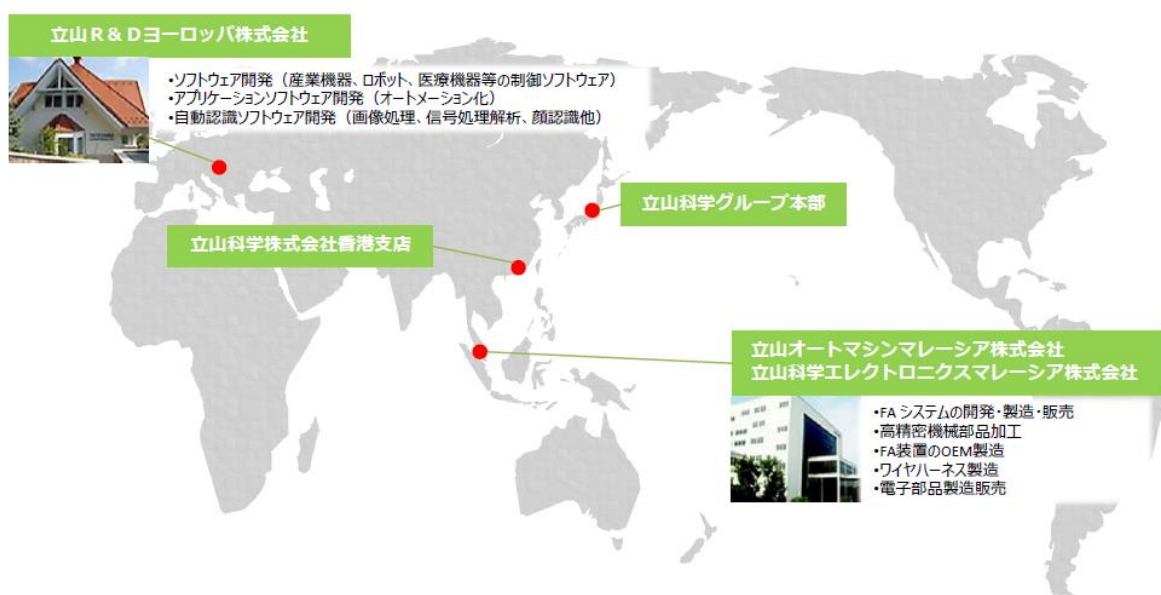 立山R&Dヨーロッパ株式会社
•ソフトウェア開発（産業機器、ロボット、医療機器等の制御ソフトウェア）
•アプリケーションソフトウェア開発（オートメーション化）
•自動認識ソフトウェア開発（画像処理、信号処理解析、顔認識他）
立山科学グループ本部
立山科学株式会社香港支店
立山オートマシンマレーシア株式会社
立山科学エレクトロニクスマレーシア株式会社
•FA システムの開発・製造・販売
•高精密機械部品加工
•FA装置のOEM製造
•ワイヤハーネス製造
•電子部品製造販売